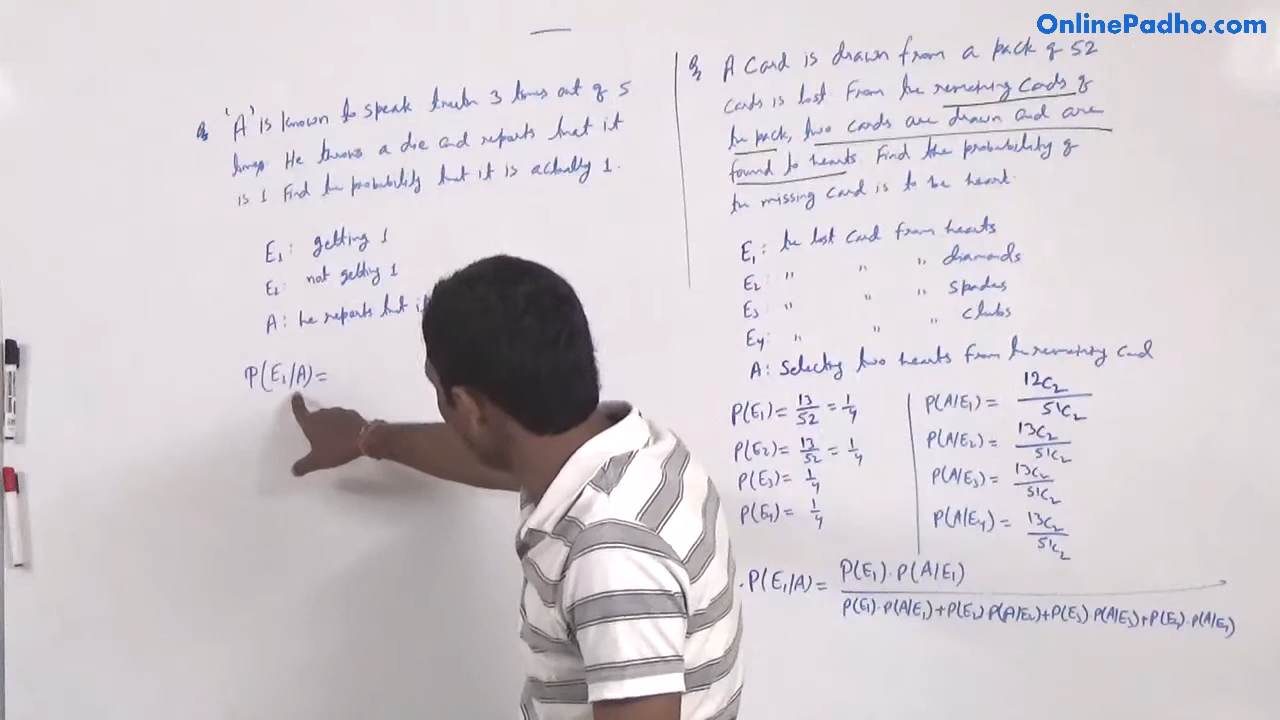 OnlinePadho.com
Q 'A' is known to speak truth 3 times out of 5
times. He throws a die and reports that it
is 1 Find the probability that it is actually 1.
E1: getting 1
E2: not getting 1
A: he reports that it
P(E1/A)=
Q A Card is drawn from a pack of 52
cards is lost From the remaining cards of
the pack, two cards are drawn and are
found to hearts Find the probability of
the missing card is to be heart.
E1: the lost card from hearts
E2: " " " diamonds
E3: " " " spades
E4: " " " clubs
A: Selecting two hearts from the remaining card
P(E1)= 13/52 = 1/4
P(E2)= 13/52 = 1/4
P(E3)= 1/4
P(E4)= 1/4
P(A/E1)= 12C2/51C2
P(A/E2)= 13C2/51C2
P(A/E3)= 13C2/51C2
P(A/E4)= 13C2/51C2
P(E1/A)= P(E1)·P(A/E1)
P(E1)·P(A/E1)+P(E2)·P(A/E2)+P(E3)·P(A/E3)+P(E4)·P(A/E4)